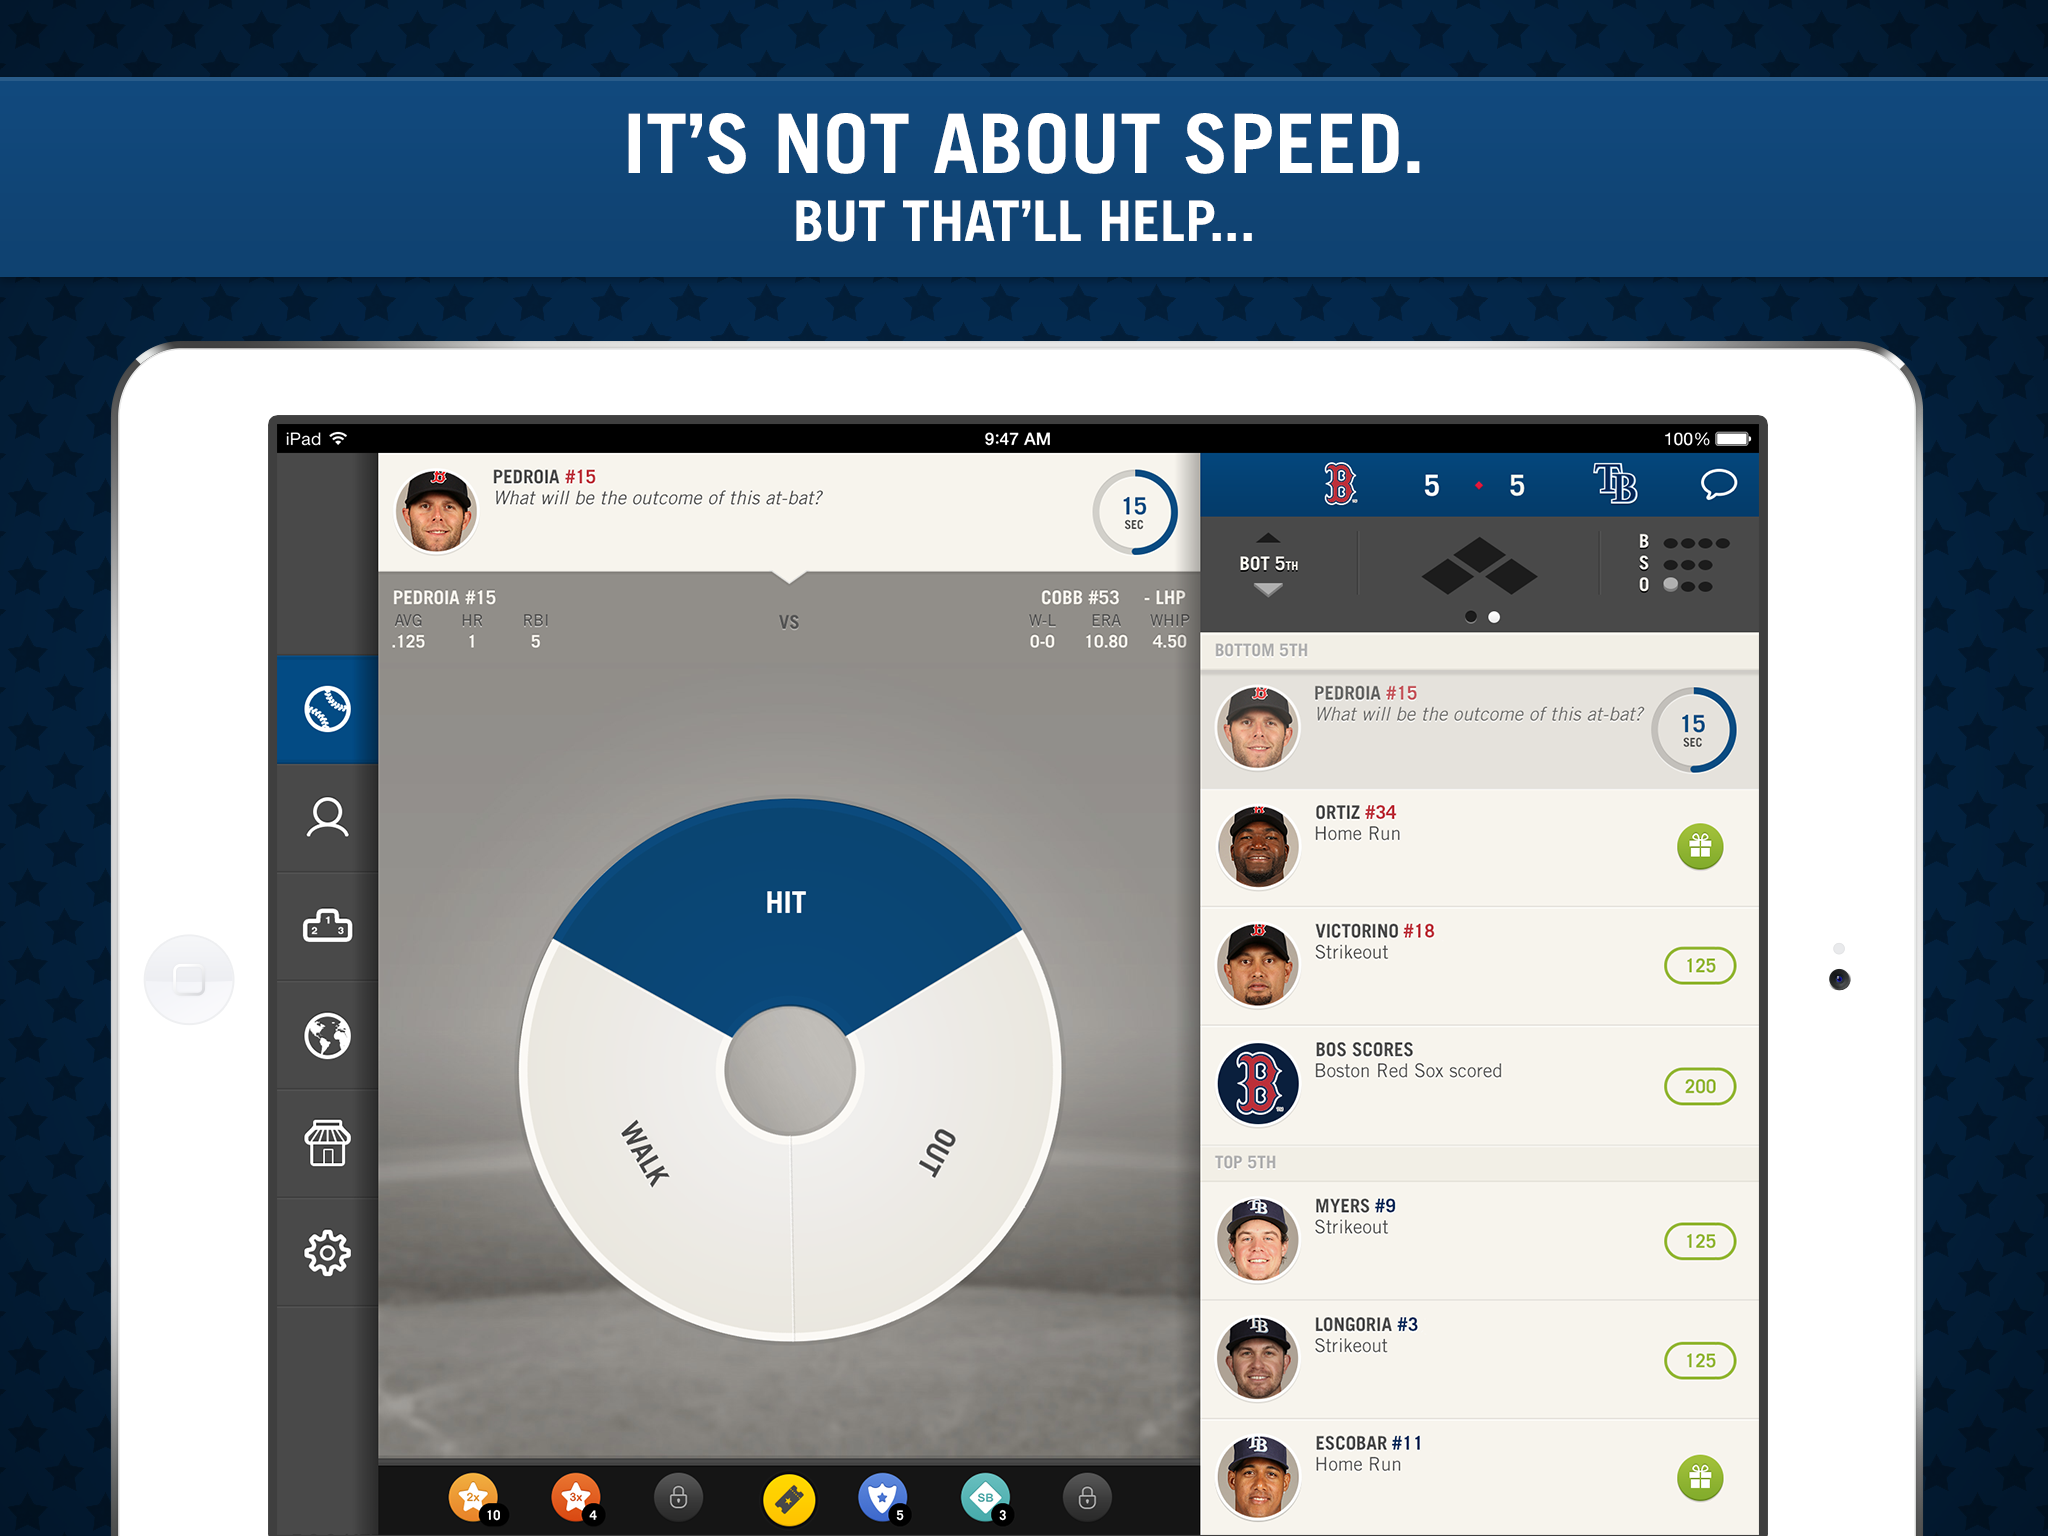 IT'S NOT ABOUT SPEED.
BUT THAT'LL HELP...
iPad
9:47 AM
100%
PEDROIA #15
What will be the outcome of this at-bat?
15
SEC
PEDROIA #15
AVG HR RBI
.125 1 5
VS
COBB #53 - LHP
W-L ERA WHIP
0-0 10.80 4.50
HIT
WALK
OUT
1
2 3
2x
10
3x
4
5
SB
3
B 5 5 TB
BOT 5TH
B
S
O
BOTTOM 5TH
PEDROIA #15
What will be the outcome of this at-bat?
15
SEC
ORTIZ #34
Home Run
VICTORINO #18
Strikeout
125
BOS SCORES
Boston Red Sox scored
200
B
TOP 5TH
MYERS #9
Strikeout
125
LONGORIA #3
Strikeout
125
ESCOBAR #11
Home Run